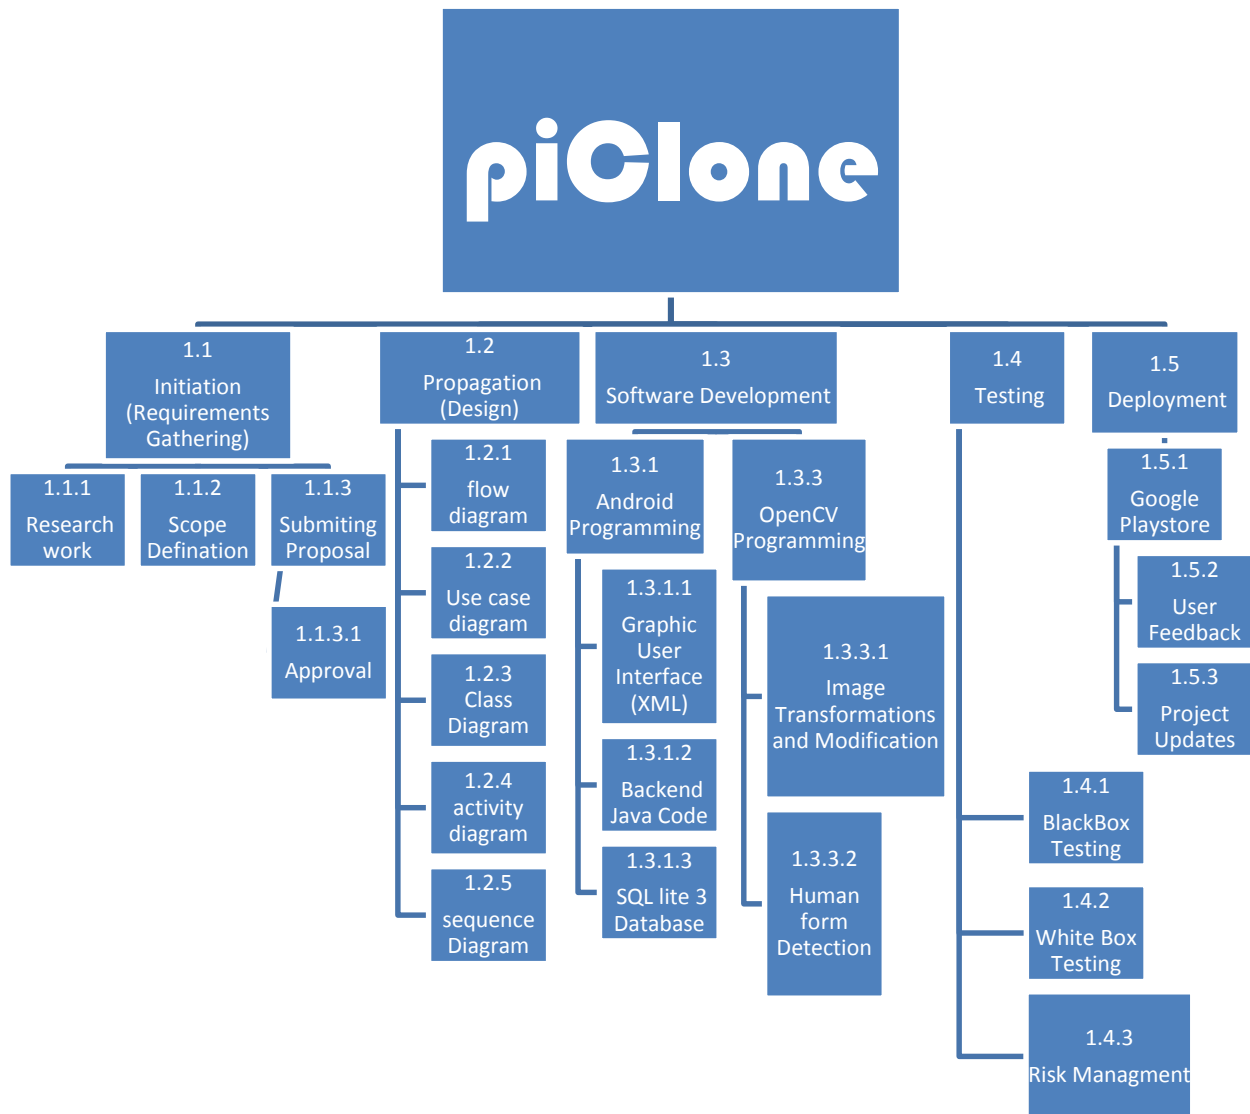 piClone
1.1
Initiation
(Requirements
Gathering)
1.1.1
Research
work
1.1.2
Scope
Defination
1.1.3
Submiting
Proposal
1.1.3.1
Approval
1.2
Propagation
(Design)
1.2.1
flow
diagram
1.2.2
Use case
diagram
1.2.3
Class
Diagram
1.2.4
activity
diagram
1.2.5
sequence
Diagram
1.3
Software Development
1.3.1
Android
Programming
1.3.1.1
Graphic
User
Interface
(XML)
1.3.1.2
Backend
Java Code
1.3.1.3
SQL lite 3
Database
1.3.3
OpenCV
Programming
1.3.3.1
Image
Transformations
and Modification
1.3.3.2
Human
form
Detection
1.4
Testing
1.4.1
BlackBox
Testing
1.4.2
White Box
Testing
1.4.3
Risk Managment
1.5
Deployment
1.5.1
Google
Playstore
1.5.2
User
Feedback
1.5.3
Project
Updates